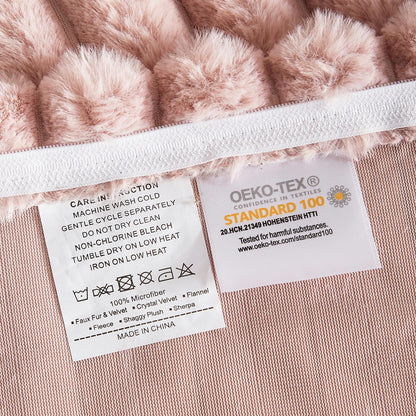 CARE INSTRUCTION
MACHINE WASH COLD
GENTLE CYCLE SEPARATELY
DO NOT DRY CLEAN
NON-CHLORINE BLEACH
TUMBLE DRY ON LOW HEAT
IRON ON LOW HEAT
100% Microfiber
• Faux Fur & Velvet • Crystal Velvet • Flannel
• Fleece • Shaggy Plush • Sherpa
MADE IN CHINA
OEKO-TEX®
CONFIDENCE IN TEXTILES
STANDARD 100
20.HCN.21349 HOHENSTEIN HTTI
Tested for harmful substances.
www.oeko-tex.com/standard100